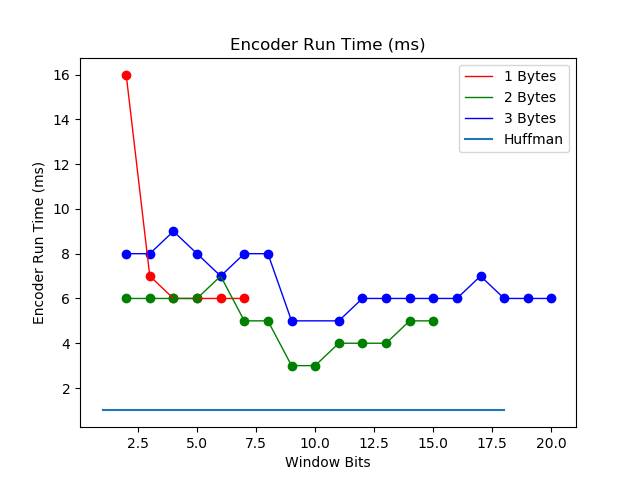 Encoder Run Time (ms)
1 Bytes
2 Bytes
3 Bytes
Huffman
Encoder Run Time (ms)
16
14
12
10
8
6
4
2
2.5 5.0 7.5 10.0 12.5 15.0 17.5 20.0
Window Bits